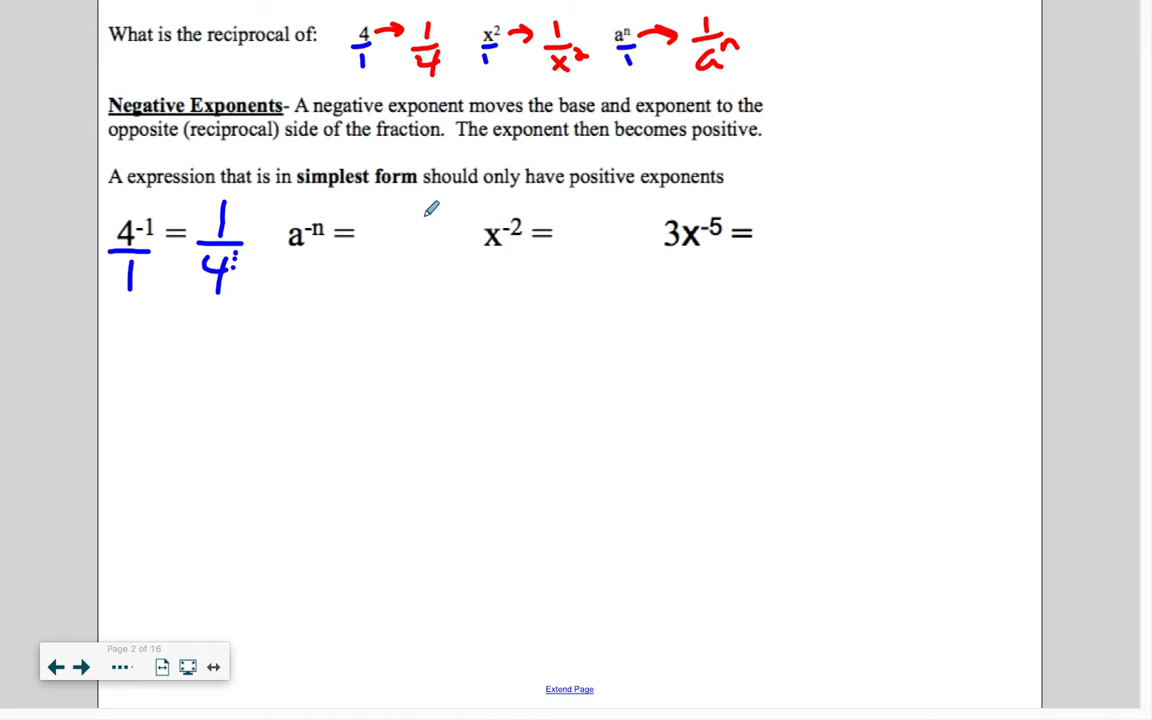 What is the reciprocal of: 4/1 → 1/4 x²/1 → 1/x² aⁿ/1 → 1/aⁿ
Negative Exponents- A negative exponent moves the base and exponent to the
opposite (reciprocal) side of the fraction. The exponent then becomes positive.
A expression that is in simplest form should only have positive exponents
4⁻¹/1 = 1/4 a⁻ⁿ = x⁻² = 3x⁻⁵ =
Page 2 of 16
Extend Page